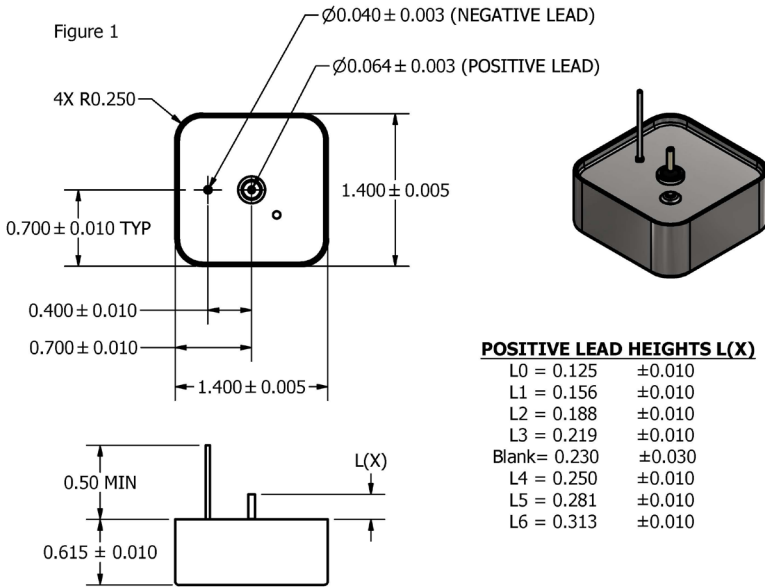 Figure 1
∅0.040 ± 0.003 (NEGATIVE LEAD)
∅0.064 ± 0.003 (POSITIVE LEAD)
4X R0.250
0.700 ± 0.010 TYP
1.400 ± 0.005
0.400 ± 0.010
0.700 ± 0.010
1.400 ± 0.005
POSITIVE LEAD HEIGHTS L(X)
L0 = 0.125 ±0.010
L1 = 0.156 ±0.010
L2 = 0.188 ±0.010
L3 = 0.219 ±0.010
Blank= 0.230 ±0.030
L4 = 0.250 ±0.010
L5 = 0.281 ±0.010
L6 = 0.313 ±0.010
L(X)
0.50 MIN
0.615 ± 0.010